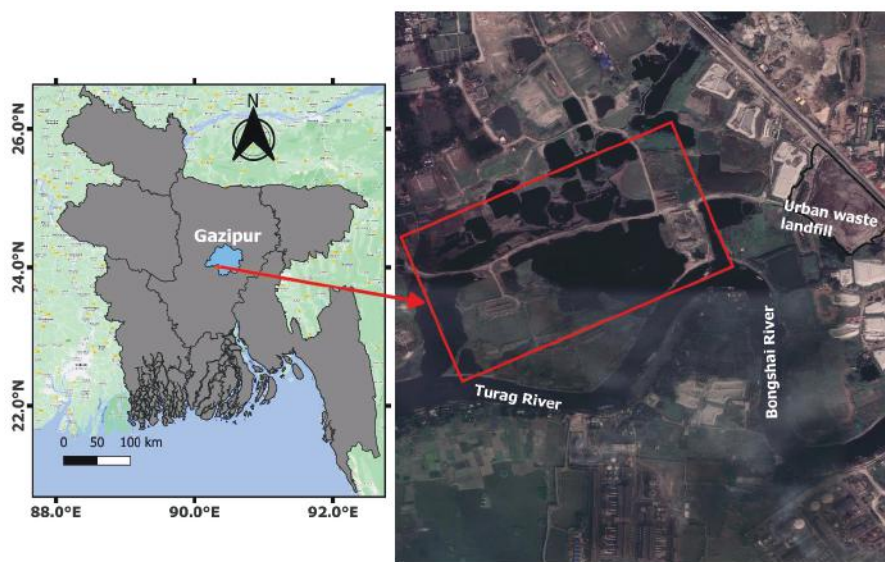 N
26.0°N
24.0°N
22.0°N
Gazipur
0 50 100 km
88.0°E 90.0°E 92.0°E
Urban waste
landfill
Bongshai River
Turag River